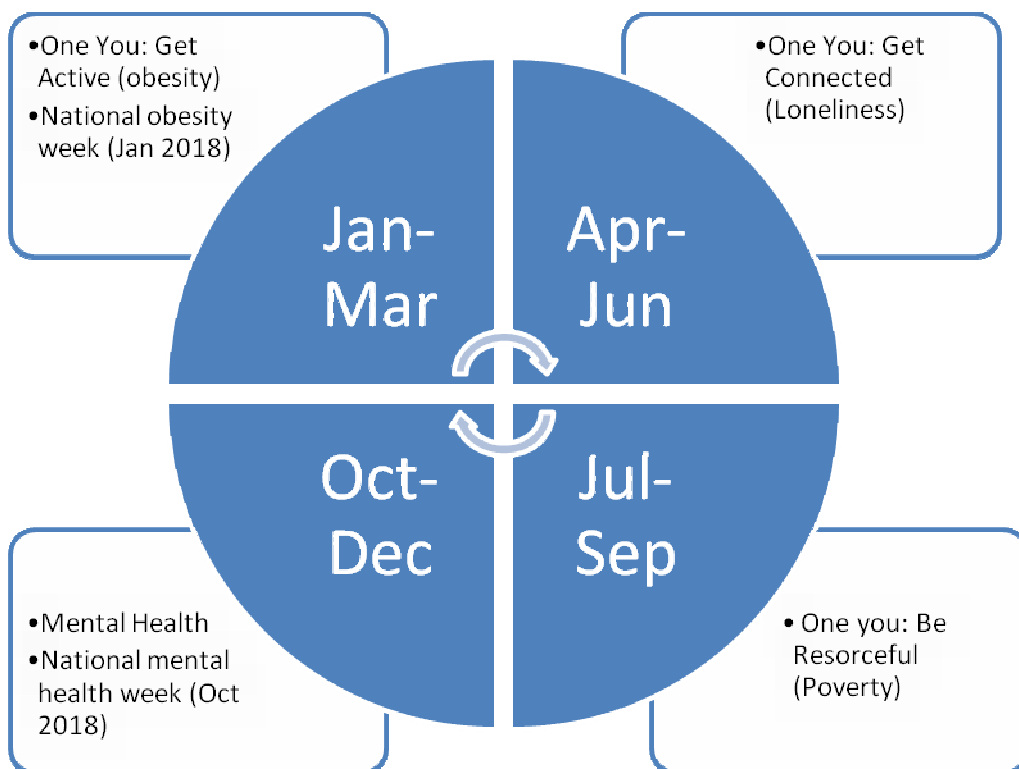 •One You: Get
Active (obesity)
•National obesity
week (Jan 2018)
•One You: Get
Connected
(Loneliness)
Jan-
Mar
Apr-
Jun
Oct-
Dec
Jul-
Sep
•Mental Health
•National mental
health week (Oct
2018)
• One you: Be
Resorceful
(Poverty)